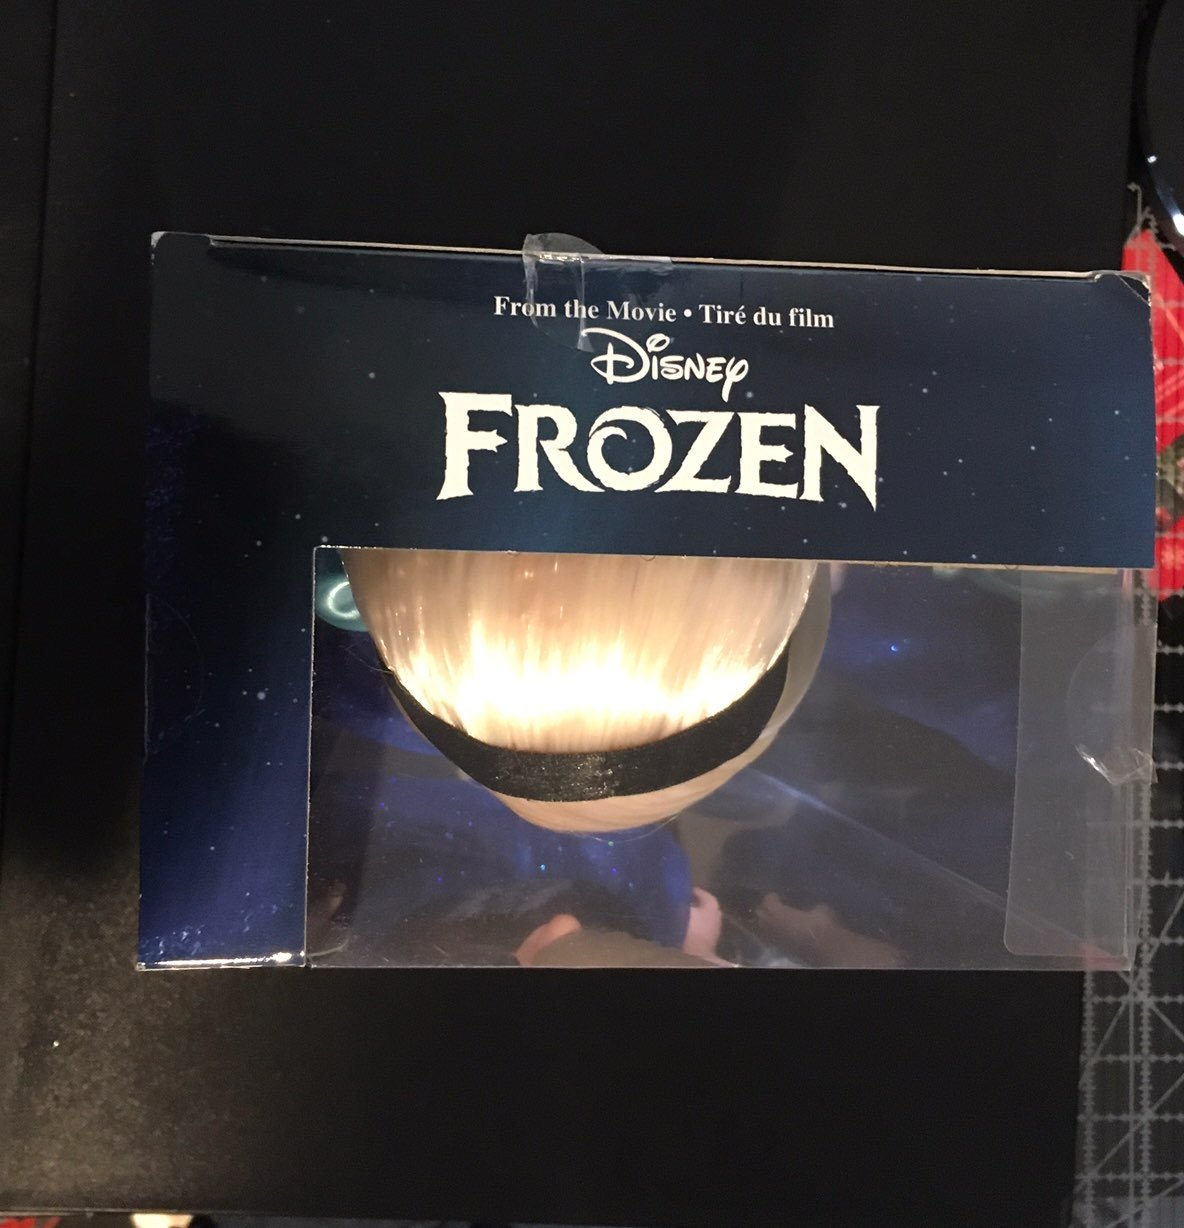 From the Movie • Tiré du film
Disney
FROZEN